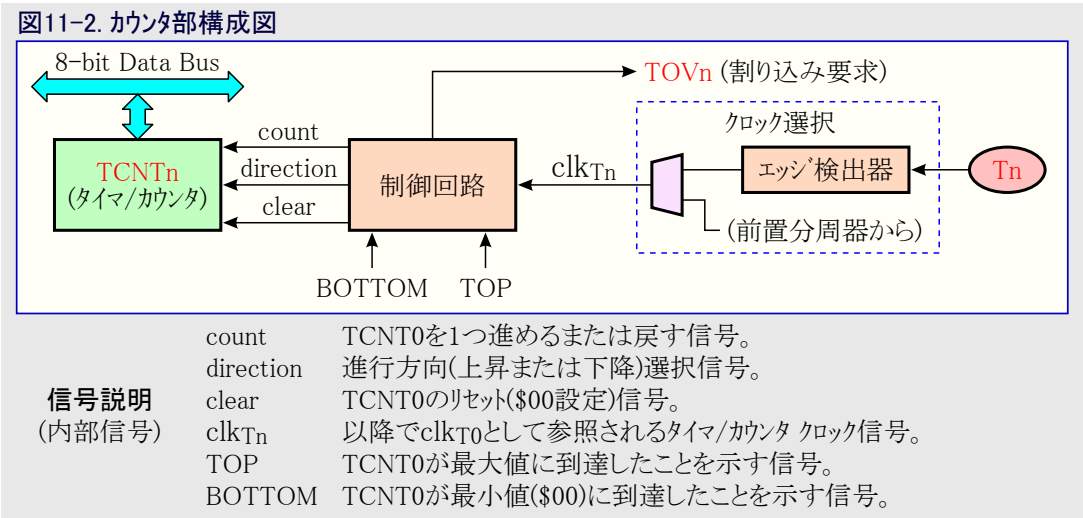 図11-2. カウンタ部構成図
8-bit Data Bus
TOVn (割り込み要求)
クロック選択
count
TCNTn
(タイマ/カウンタ)
direction
clear
制御回路
clkTn
エッジ検出器
Tn
(前置分周器から)
BOTTOM
TOP
信号説明
(内部信号)
count TCNT0を1つ進めるまたは戻す信号。
direction 進行方向(上昇または下降)選択信号。
clear TCNT0のリセット($00設定)信号。
clkTn 以降でclkT0として参照されるタイマ/カウンタ クロック信号。
TOP TCNT0が最大値に到達したことを示す信号。
BOTTOM TCNT0が最小値($00)に到達したことを示す信号。